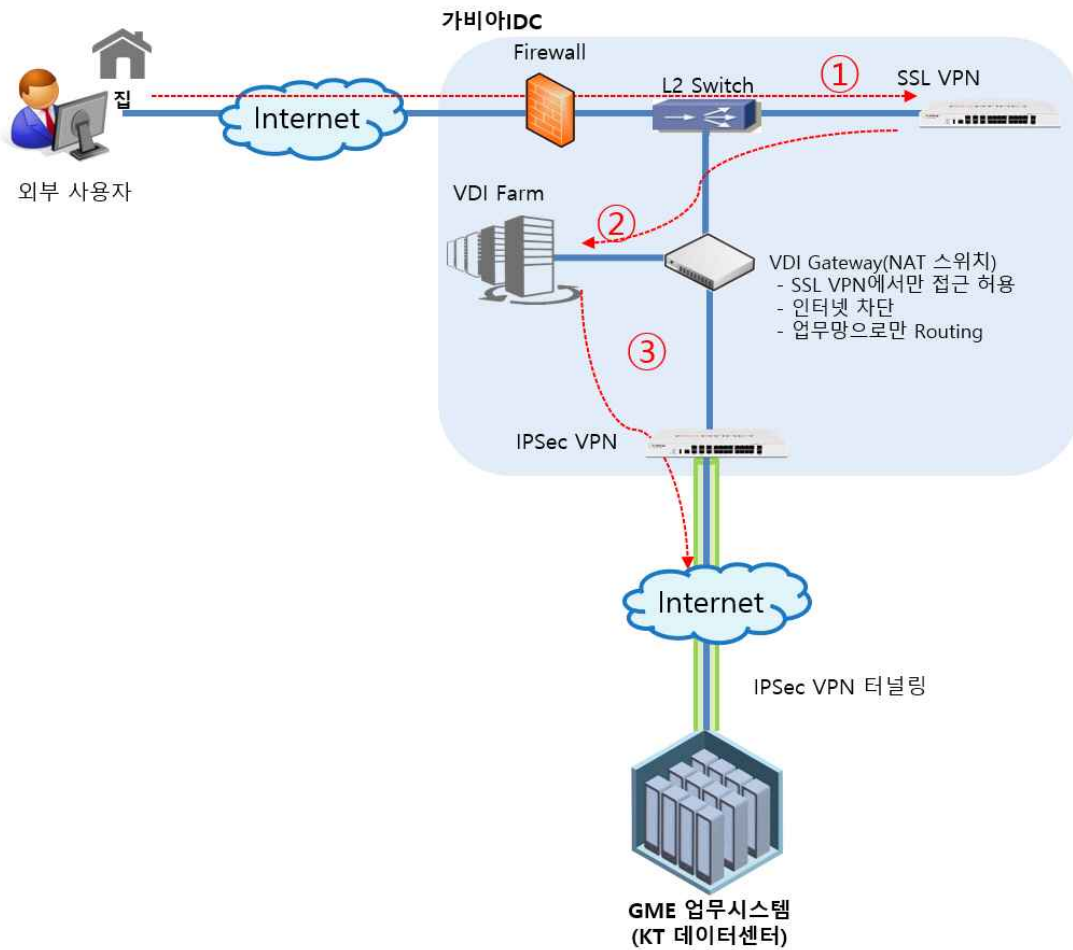 가비아IDC
Firewall
①
SSL VPN
L2 Switch
집
Internet
외부 사용자
VDI Farm
②
VDI Gateway(NAT 스위치)
- SSL VPN에서만 접근 허용
- 인터넷 차단
- 업무망으로만 Routing
③
IPSec VPN
Internet
IPSec VPN 터널링
GME 업무시스템
(KT 데이터센터)